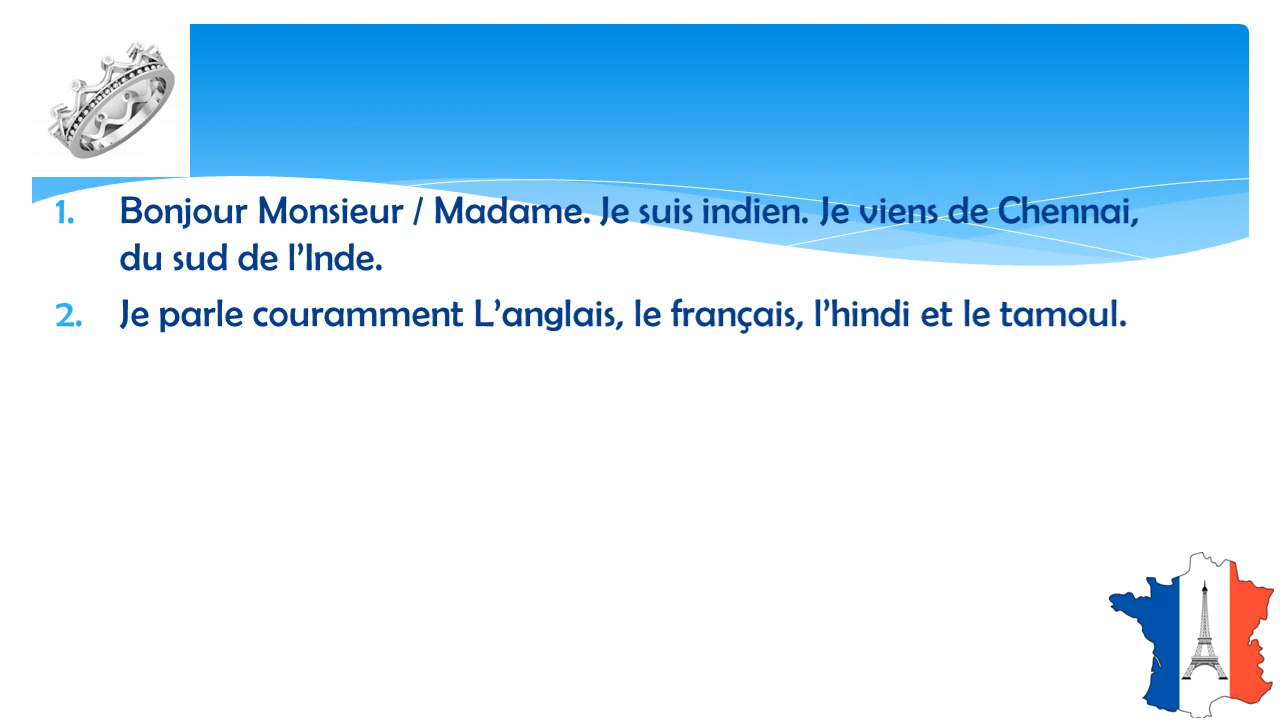 1. Bonjour Monsieur / Madame. Je suis indien. Je viens de Chennai,
du sud de l’Inde.
2. Je parle couramment L’anglais, le français, l’hindi et le tamoul.